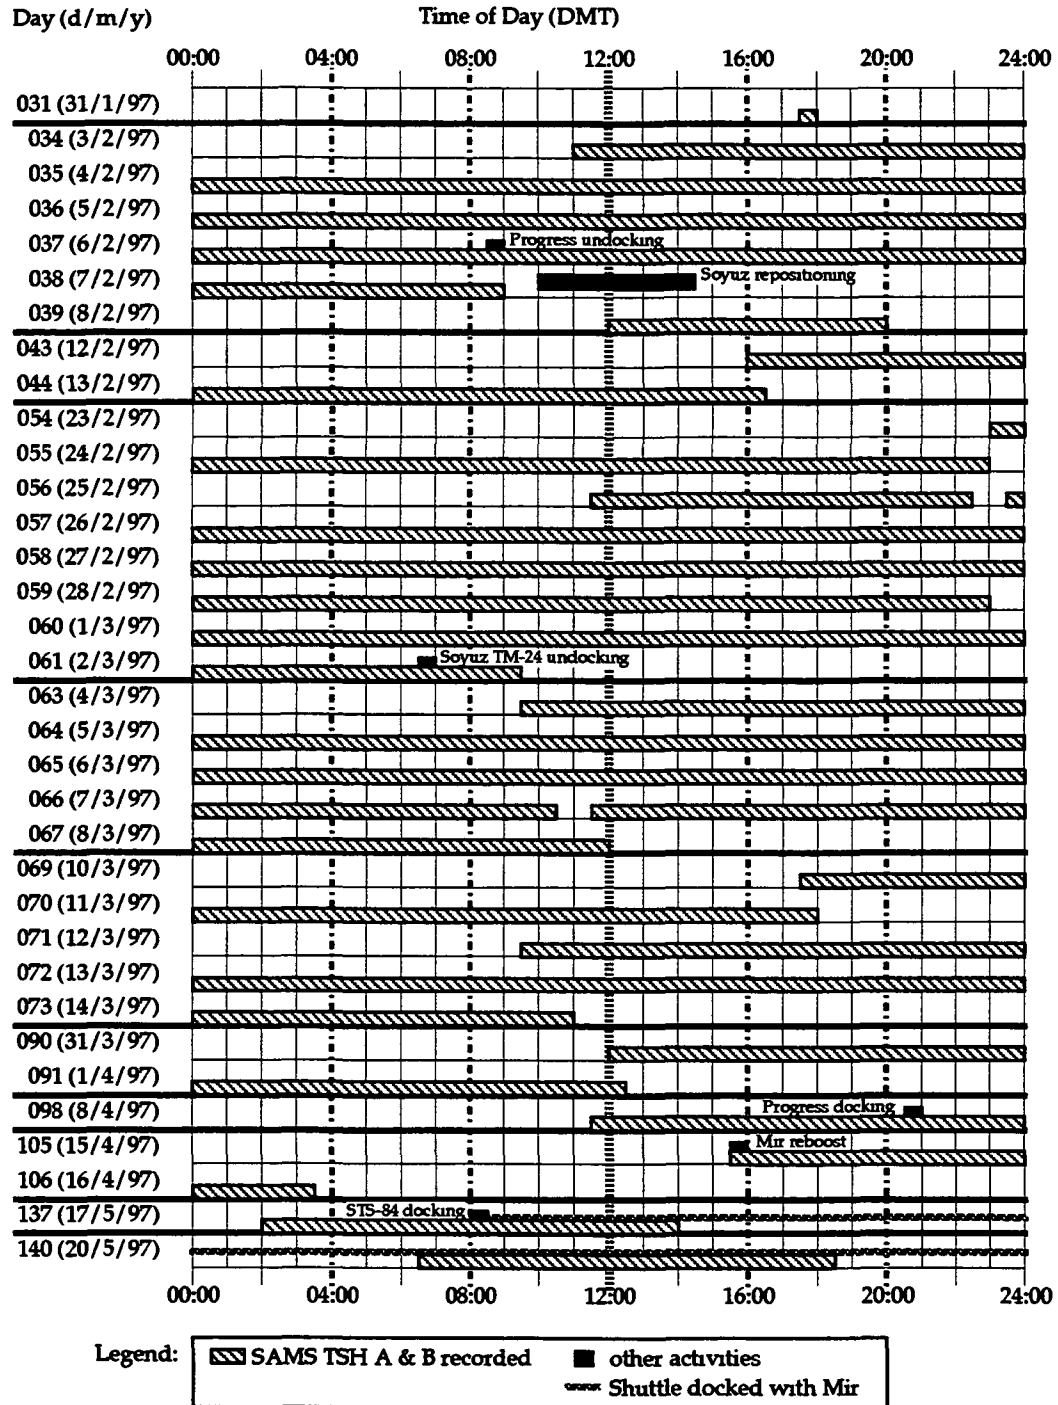 Day (d/m/y) Time of Day (DMT)
00:00 04:00 08:00 12:00 16:00 20:00 24:00
031 (31/1/97)
034 (3/2/97)
035 (4/2/97)
036 (5/2/97)
037 (6/2/97) Progress undocking
038 (7/2/97) Soyuz repositioning
039 (8/2/97)
043 (12/2/97)
044 (13/2/97)
054 (23/2/97)
055 (24/2/97)
056 (25/2/97)
057 (26/2/97)
058 (27/2/97)
059 (28/2/97)
060 (1/3/97)
061 (2/3/97) Soyuz TM-24 undocking
063 (4/3/97)
064 (5/3/97)
065 (6/3/97)
066 (7/3/97)
067 (8/3/97)
069 (10/3/97)
070 (11/3/97)
071 (12/3/97)
072 (13/3/97)
073 (14/3/97)
090 (31/3/97)
091 (1/4/97)
098 (8/4/97) Progress docking
105 (15/4/97) Mir reboost
106 (16/4/97)
137 (17/5/97) STS-84 docking
140 (20/5/97)
00:00 04:00 08:00 12:00 16:00 20:00 24:00
Legend: SAMS TSH A & B recorded other activities
Shuttle docked with Mir